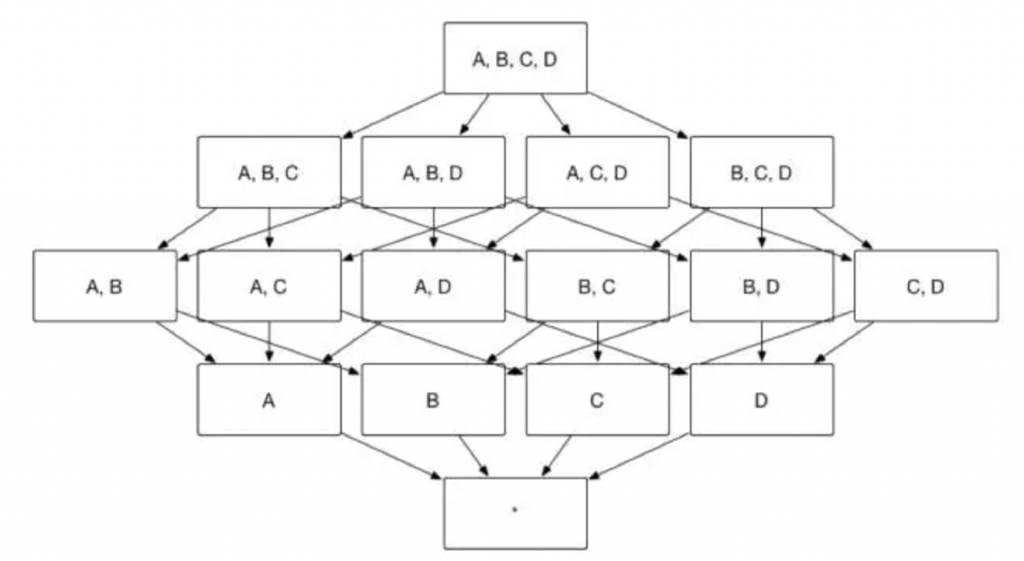 A, B, C, D
A, B, C
A, B, D
A, C, D
B, C, D
A, B
A, C
A, D
B, C
B, D
C, D
A
B
C
D
*